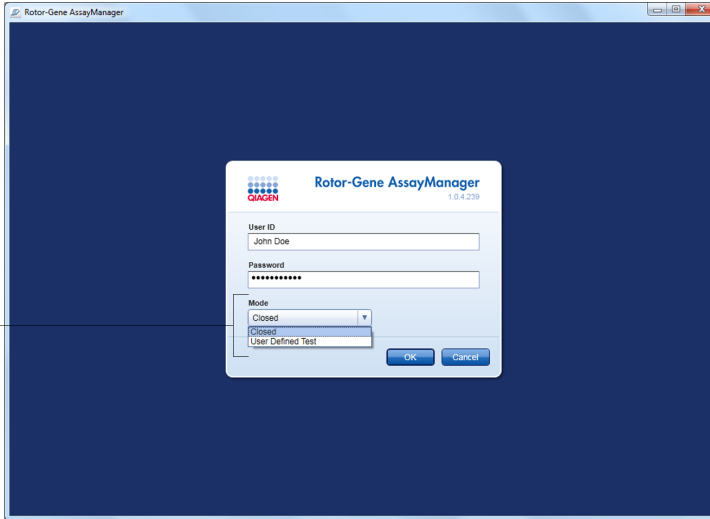 Rotor-Gene AssayManager
QIAGEN
Rotor-Gene AssayManager
1.0.4.239
User ID
John Doe
Password
•••••••••••
Mode
Closed
Closed
User Defined Test
OK
Cancel